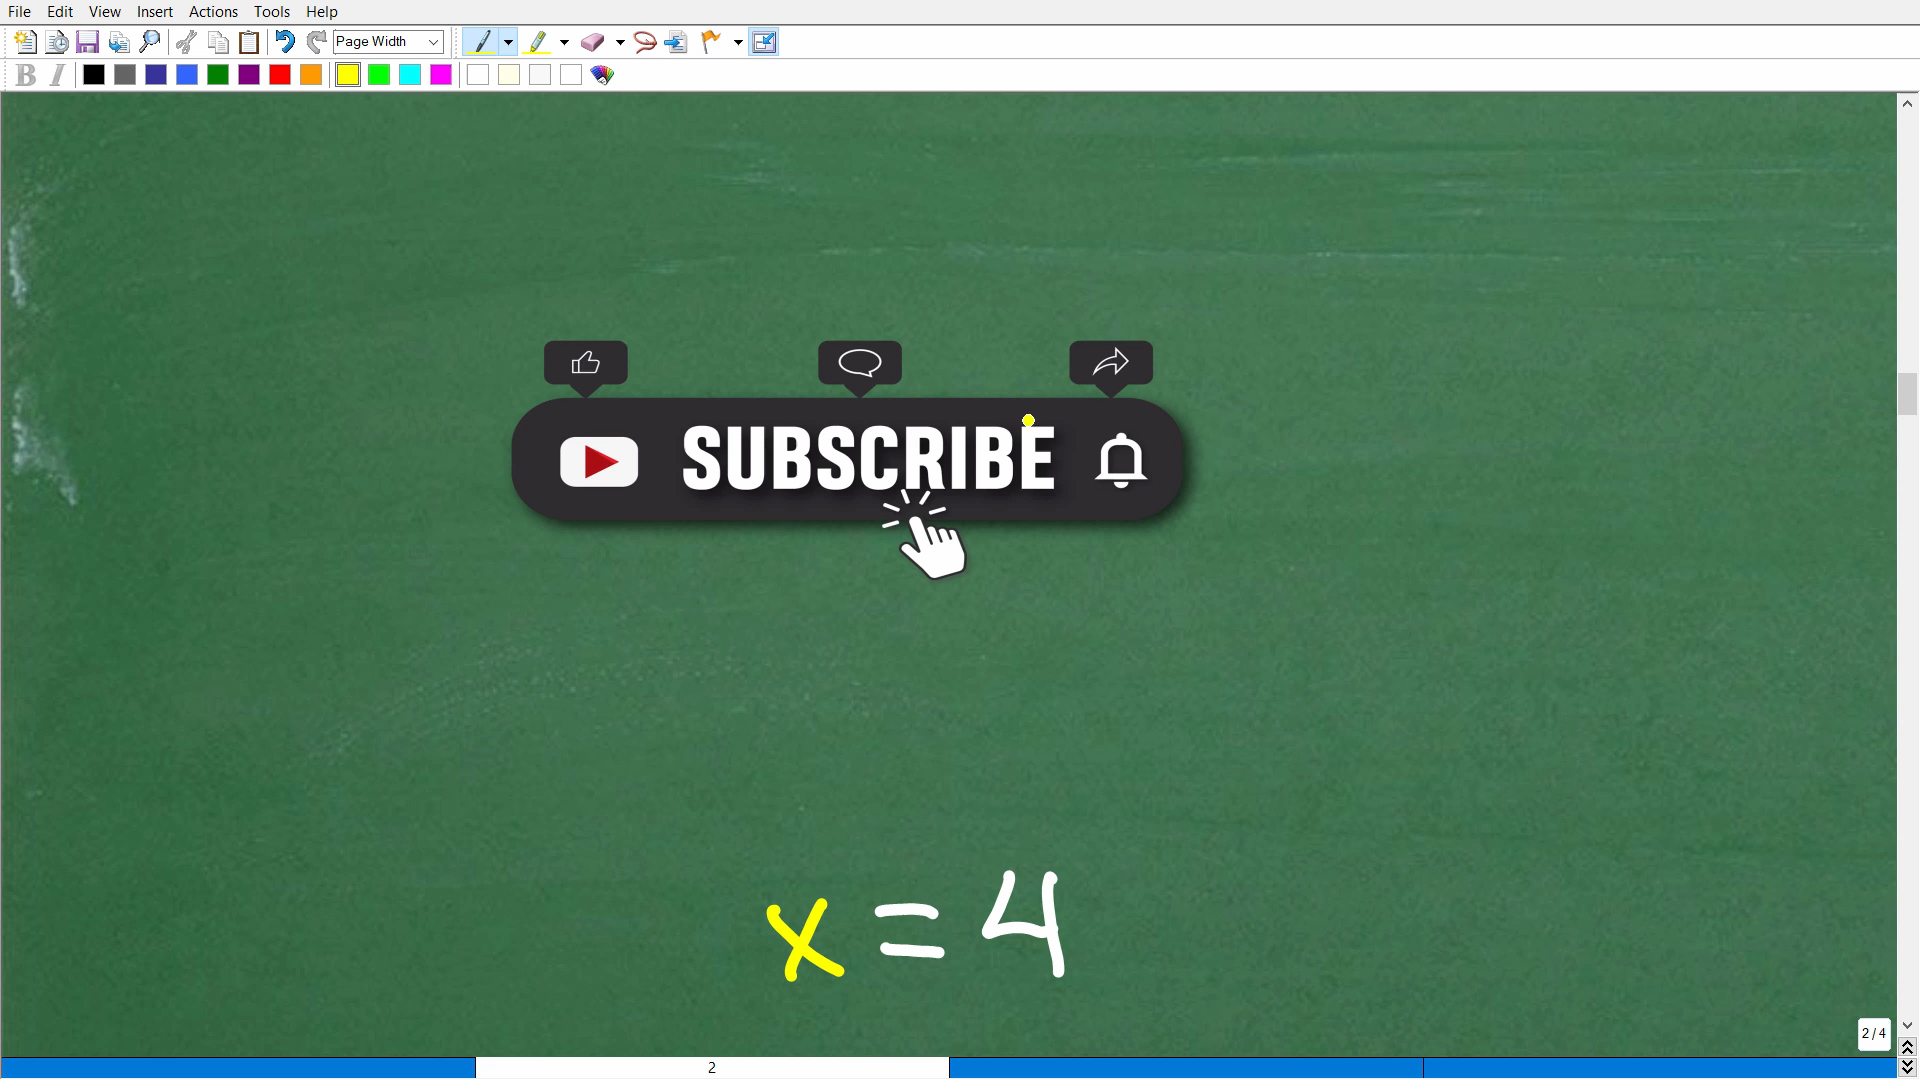 File Edit View Insert Actions Tools Help
Page Width
B I
SUBSCRIBE
x = 4
2 / 4
2